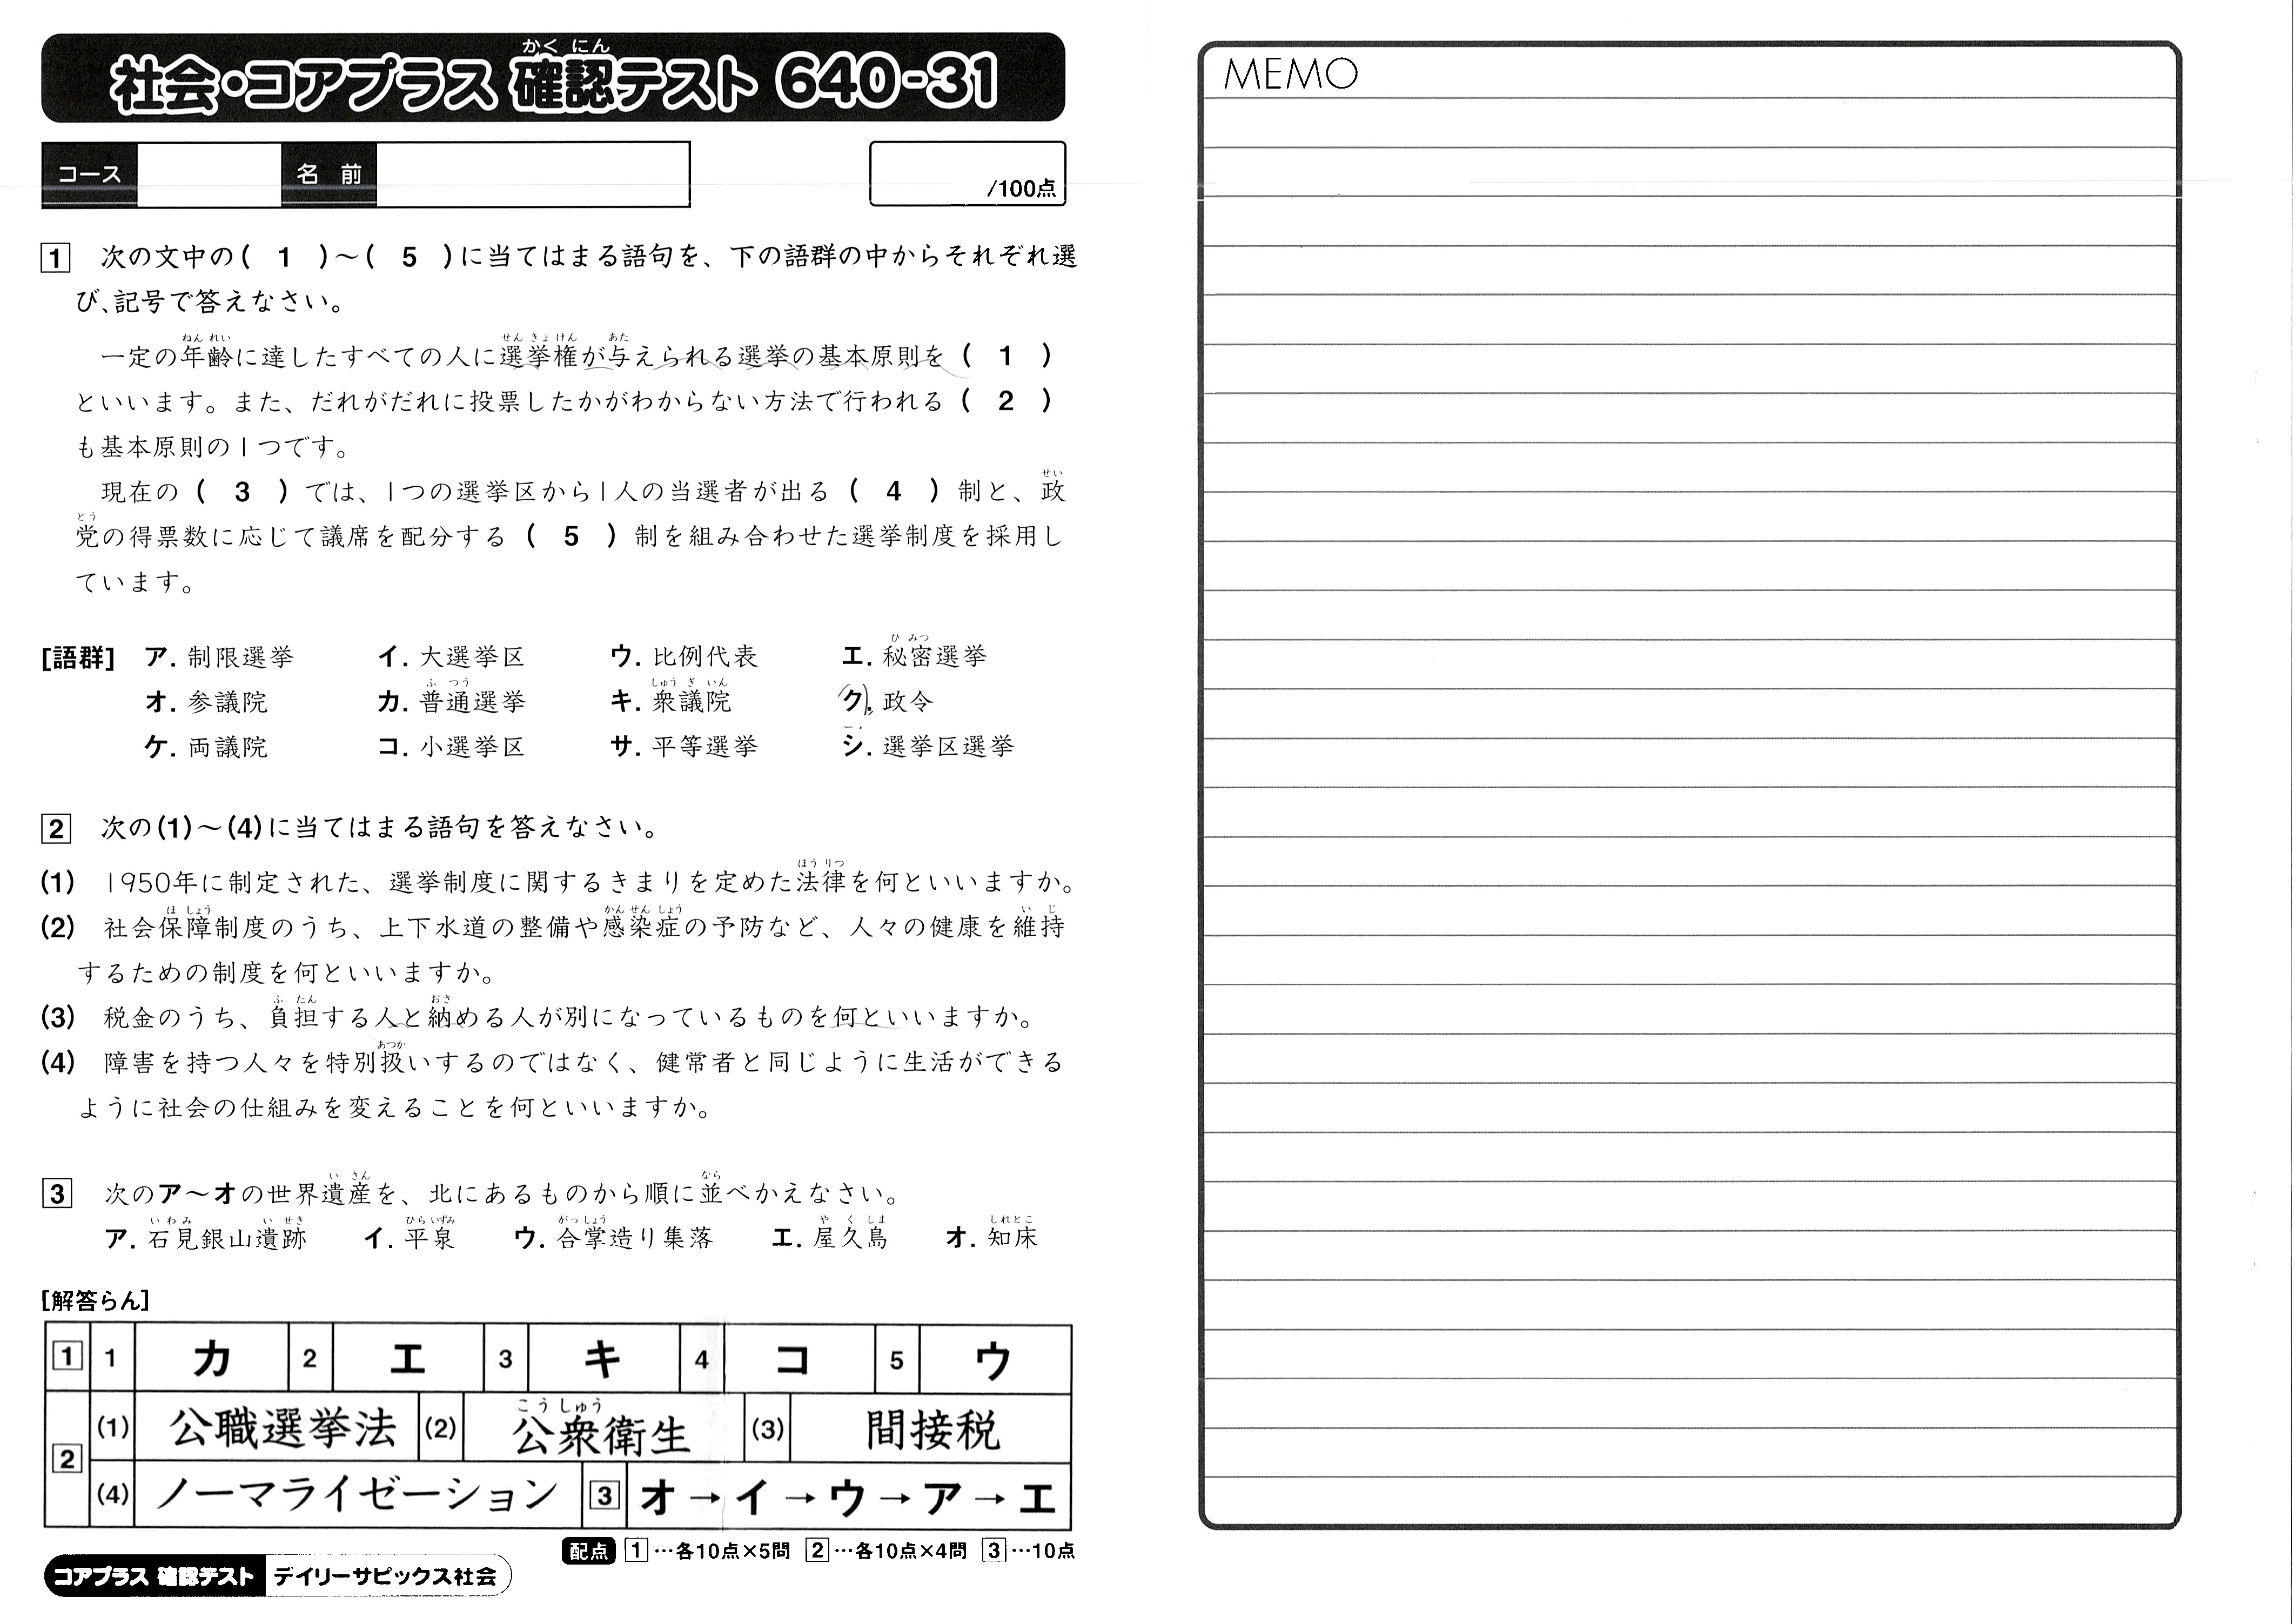 社会・コアプラス 確認テスト 640-31
コース 名前 /100点
1 次の文中の( 1 )～( 5 )に当てはまる語句を、下の語群の中からそれぞれ選
び、記号で答えなさい。
一定の年齢に達したすべての人に選挙権が与えられる選挙の基本原則を( 1 )
といいます。また、だれがだれに投票したかがわからない方法で行われる( 2 )
も基本原則の1つです。
現在の( 3 )では、1つの選挙区から1人の当選者が出る( 4 )制と、政
党の得票数に応じて議席を配分する( 5 )制を組み合わせた選挙制度を採用し
ています。
[語群] ア. 制限選挙 イ. 大選挙区 ウ. 比例代表 エ. 秘密選挙
オ. 参議院 カ. 普通選挙 キ. 衆議院 ク. 政令
ケ. 両議院 コ. 小選挙区 サ. 平等選挙 シ. 選挙区選挙
2 次の(1)～(4)に当てはまる語句を答えなさい。
(1) 1950年に制定された、選挙制度に関するきまりを定めた法律を何といいますか。
(2) 社会保障制度のうち、上下水道の整備や感染症の予防など、人々の健康を維持
するための制度を何といいますか。
(3) 税金のうち、負担する人と納める人が別になっているものを何といいますか。
(4) 障害を持つ人々を特別扱いするのではなく、健常者と同じように生活ができる
ように社会の仕組みを変えることを何といいますか。
3 次のア～オの世界遺産を、北にあるものから順に並べかえなさい。
ア. 石見銀山遺跡 イ. 平泉 ウ. 合掌造り集落 エ. 屋久島 オ. 知床
[解答らん]
1 1 カ 2 エ 3 キ 4 コ 5 ウ
2 (1) 公職選挙法 (2) 公衆衛生 (3) 間接税
(4) ノーマライゼーション 3 オ→イ→ウ→ア→エ
配点 1…各10点×5問 2…各10点×4問 3…10点
コアプラス 確認テスト デイリーサピックス社会
MEMO